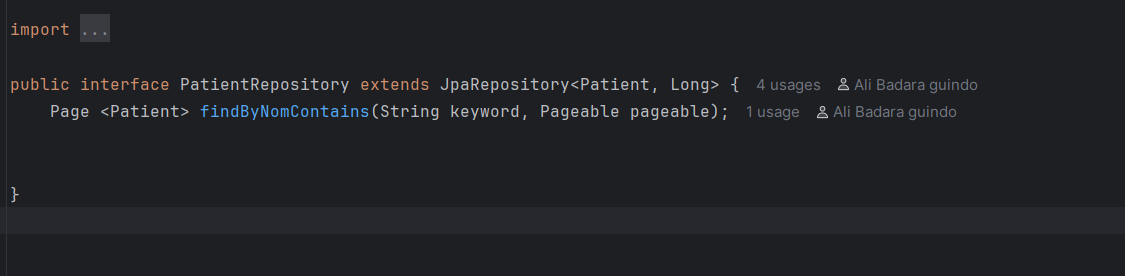 import ...
public interface PatientRepository extends JpaRepository<Patient, Long> { 4 usages Ali Badara guindo
Page <Patient> findByNomContains(String keyword, Pageable pageable); 1 usage Ali Badara guindo
}